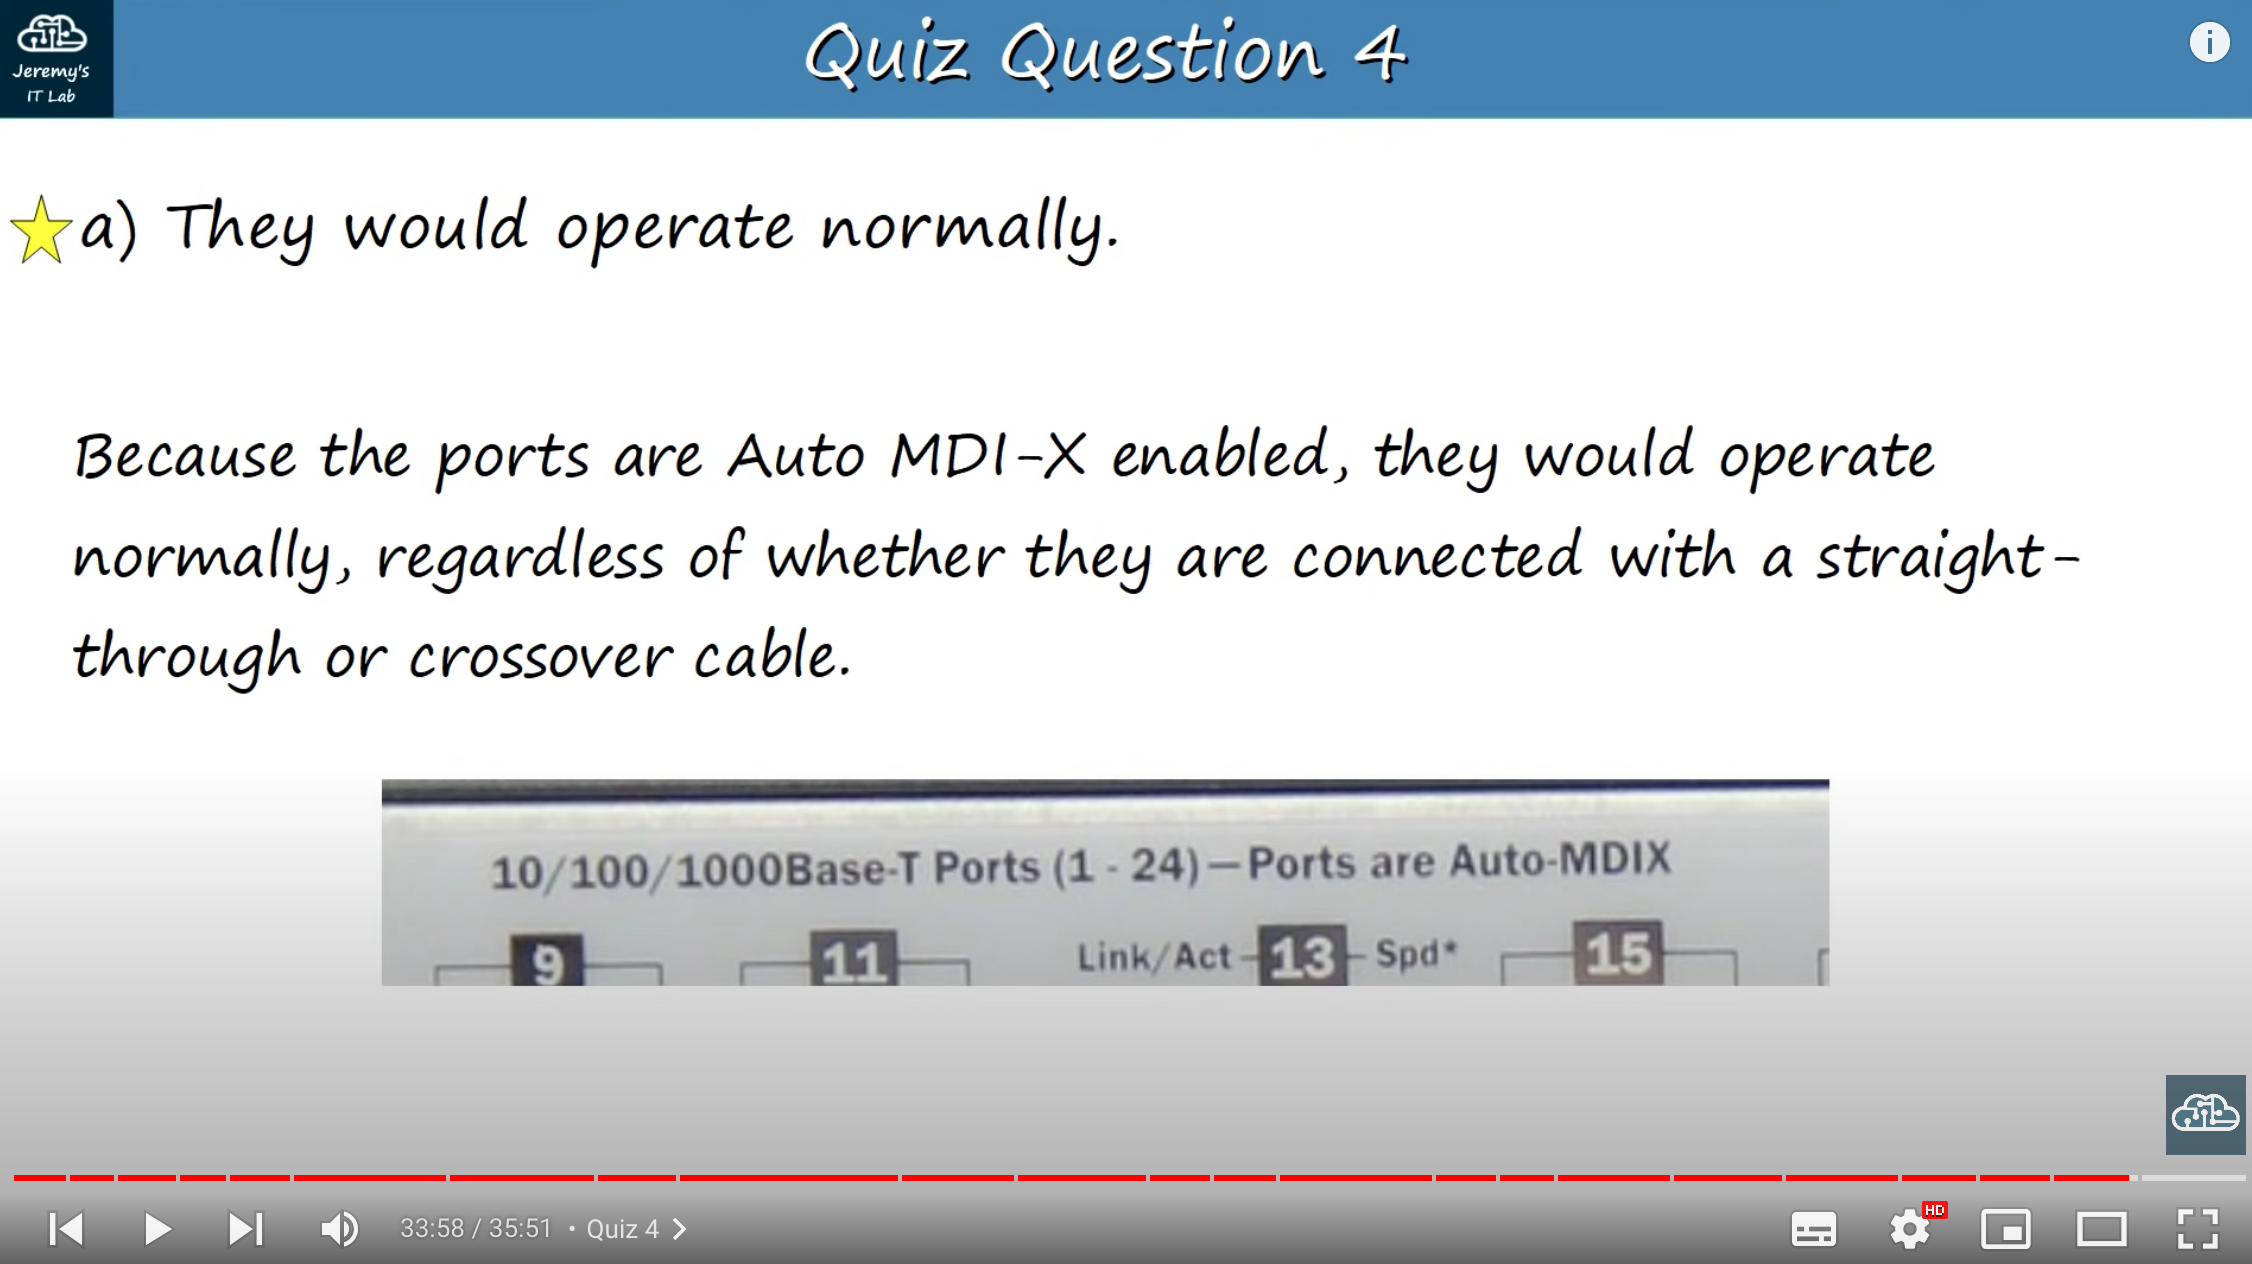 Jeremy's
IT Lab
Quiz Question 4
a) They would operate normally.
Because the ports are Auto MDI-X enabled, they would operate
normally, regardless of whether they are connected with a straight-
through or crossover cable.
10/100/1000Base-T Ports (1 - 24) — Ports are Auto-MDIX
9 11 Link/Act 13 Spd* 15
33:58 / 35:51 • Quiz 4
HD